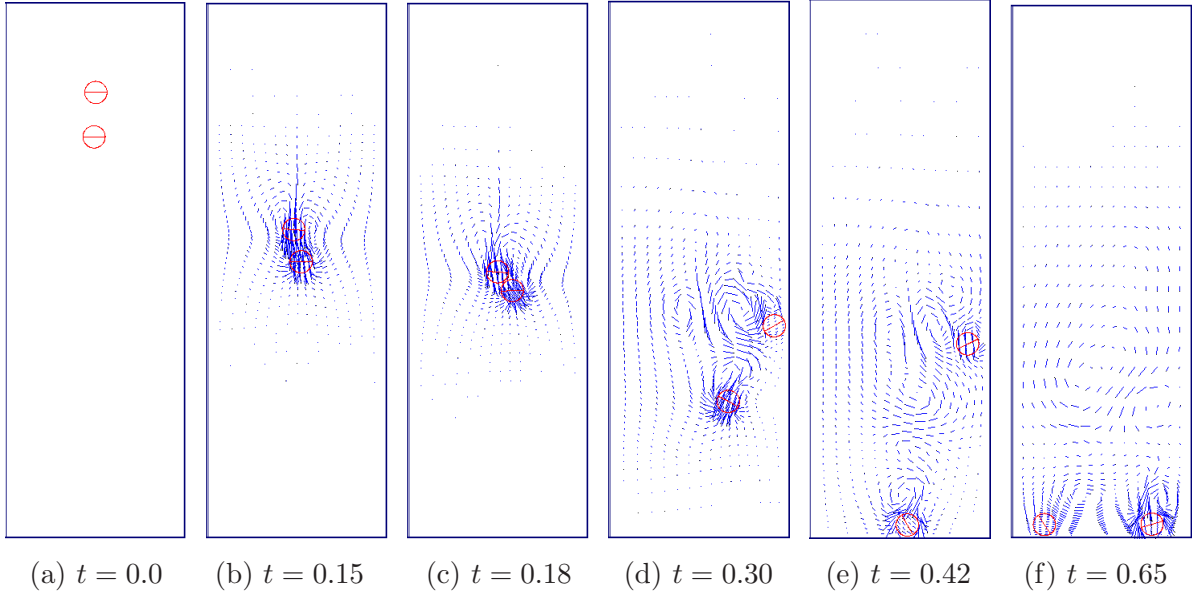 (a) t = 0.0 (b) t = 0.15 (c) t = 0.18 (d) t = 0.30 (e) t = 0.42 (f) t = 0.65